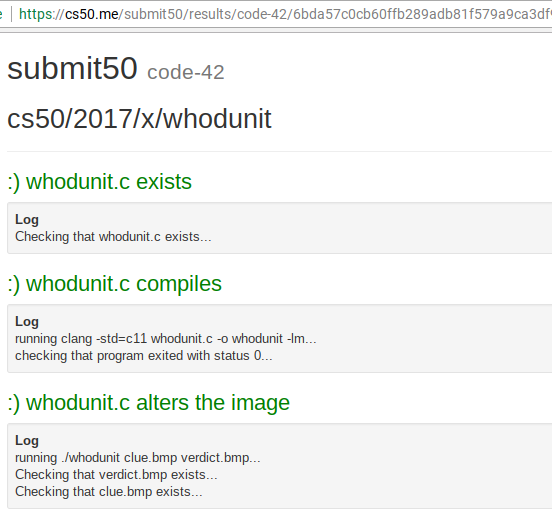 https://cs50.me/submit50/results/code-42/6bda57c0cb60ffb289adb81f579a9ca3df
submit50 code-42
cs50/2017/x/whodunit
:) whodunit.c exists
Log
Checking that whodunit.c exists...
:) whodunit.c compiles
Log
running clang -std=c11 whodunit.c -o whodunit -lm...
checking that program exited with status 0...
:) whodunit.c alters the image
Log
running ./whodunit clue.bmp verdict.bmp...
Checking that verdict.bmp exists...
Checking that clue.bmp exists...